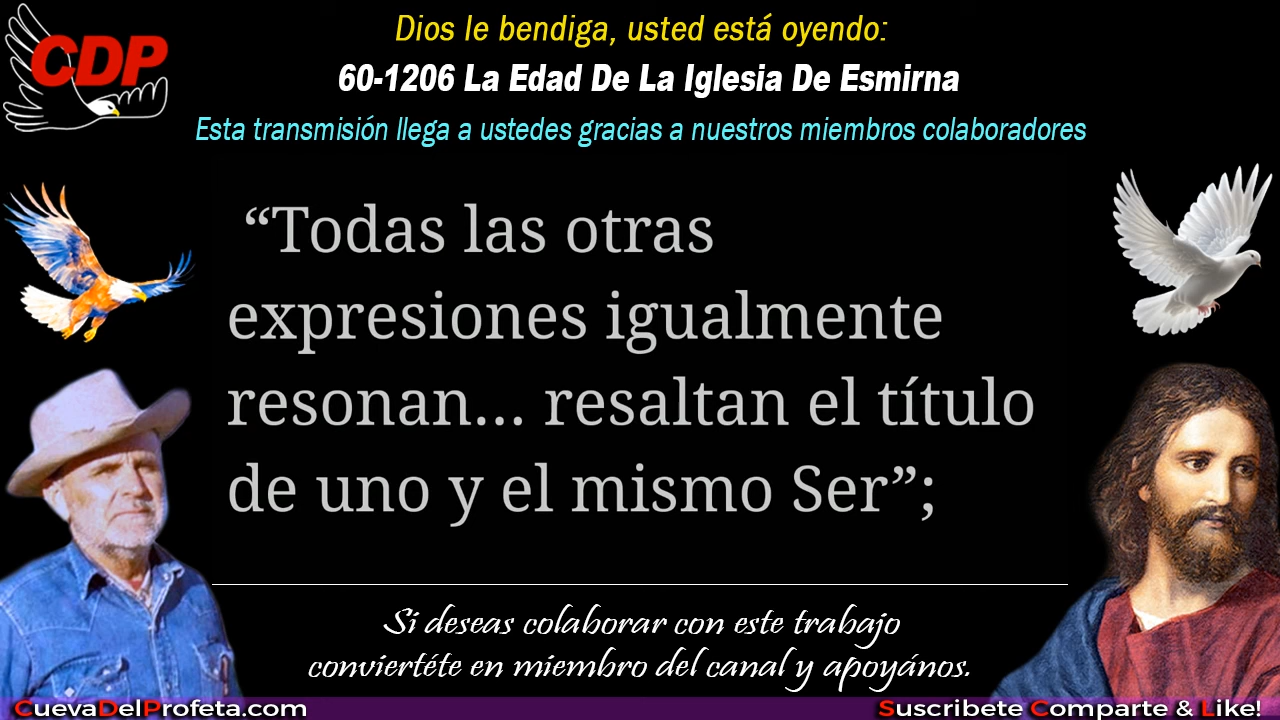 CDP
Dios le bendiga, usted está oyendo:
60-1206 La Edad De La Iglesia De Esmirna
Esta transmisión llega a ustedes gracias a nuestros miembros colaboradores
“Todas las otras
expresiones igualmente
resonan... resaltan el título
de uno y el mismo Ser”;
Si deseas colaborar con este trabajo
conviertéte en miembro del canal y apoyános.
CuevaDelProfeta.com
Suscribete Comparte & Like!